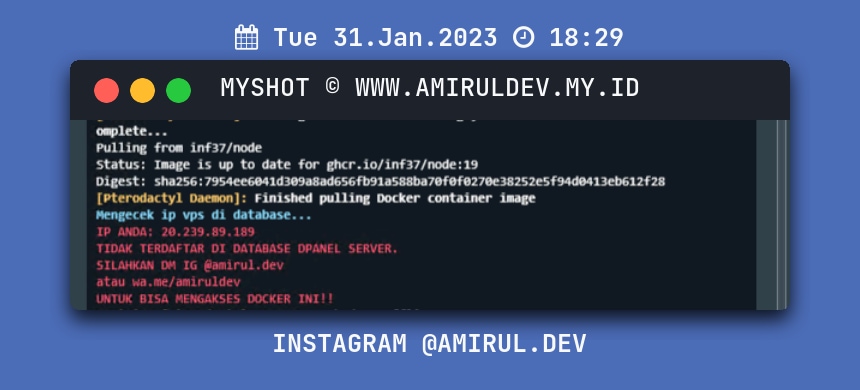 Tue 31.Jan.2023 18:29
MYSHOT © WWW.AMIRULDEV.MY.ID
omplete...
Pulling from inf37/node
Status: Image is up to date for ghcr.io/inf37/node:19
Digest: sha256:7954ee6041d309a8ad656fb91a588ba70f0f0270e38252e5f94d0413eb612f28
[Pterodactyl Daemon]: Finished pulling Docker container image
Mengecek ip vps di database...
IP ANDA: 20.239.89.189
TIDAK TERDAFTAR DI DATABASE DPANEL SERVER.
SILAHKAN DM IG @amirul.dev
atau wa.me/amiruldev
UNTUK BISA MENGAKSES DOCKER INI!!
INSTAGRAM @AMIRUL.DEV